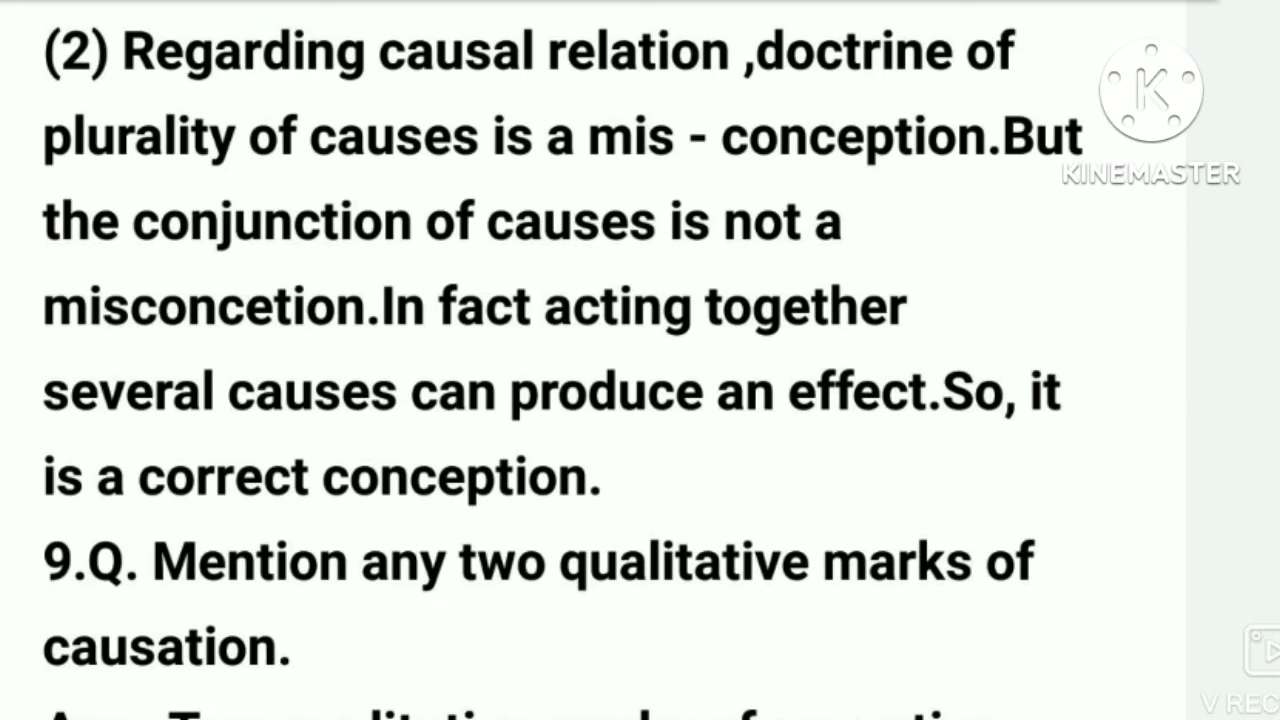 (2) Regarding causal relation ,doctrine of
plurality of causes is a mis - conception.But
the conjunction of causes is not a
misconcetion.In fact acting together
several causes can produce an effect.So, it
is a correct conception.
9.Q. Mention any two qualitative marks of
causation.
K
KINEMASTER
V REC